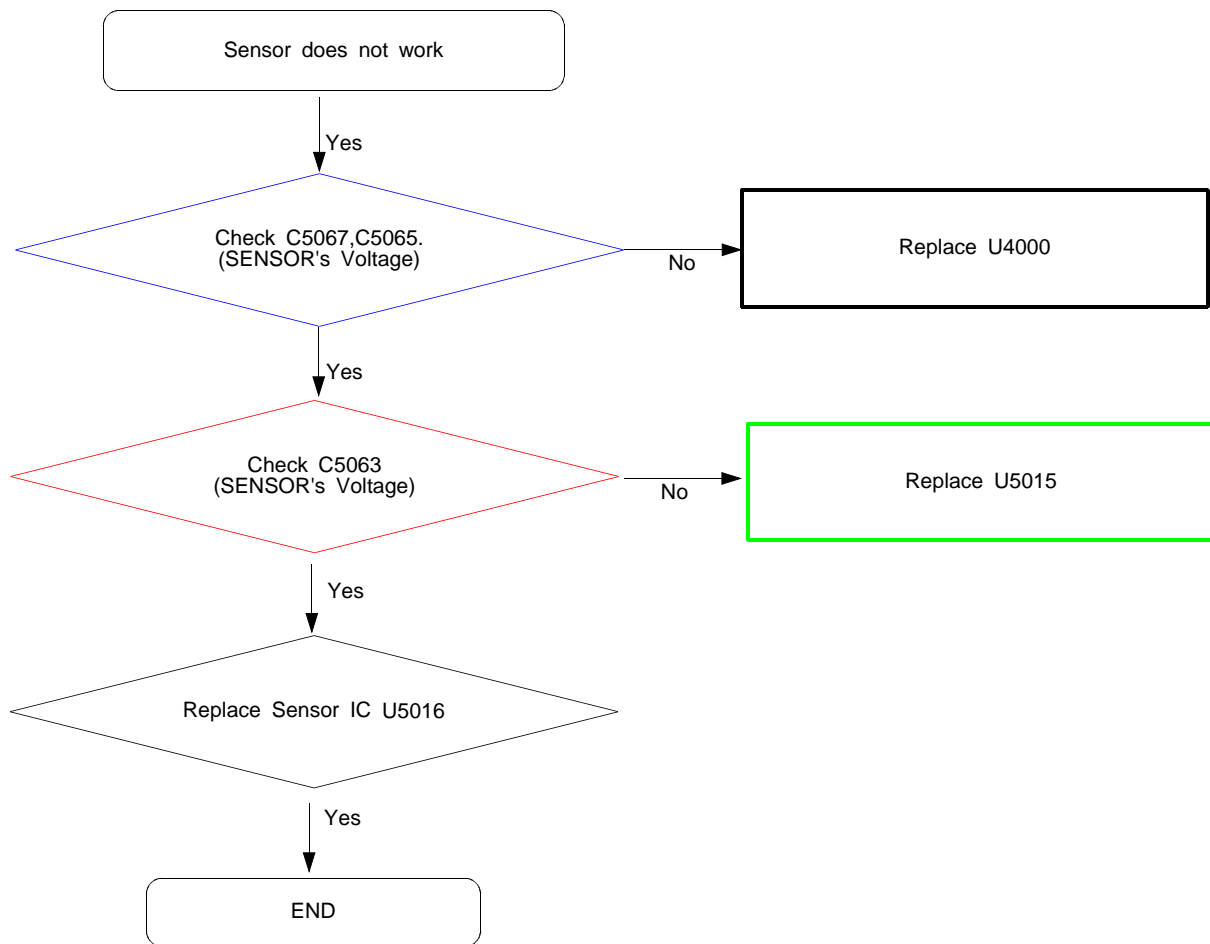 Sensor does not work
Yes
Check C5067,C5065.
(SENSOR's Voltage)
No
Replace U4000
Yes
Check C5063
(SENSOR's Voltage)
No
Replace U5015
Yes
Replace Sensor IC U5016
Yes
END